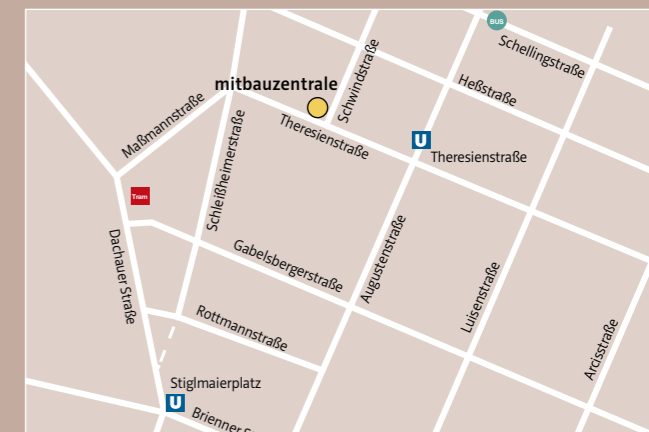 BUS
Schellingstraße
Heßstraße
Schwindstraße
mitbauzentrale
Maßmannstraße
Theresienstraße
U
Theresienstraße
Schleißheimerstraße
Tram
Dachauer Straße
Gabelsbergerstraße
Augustenstraße
Luisenstraße
Arcisstraße
Rottmannstraße
Stiglmaierplatz
U
Brienner S